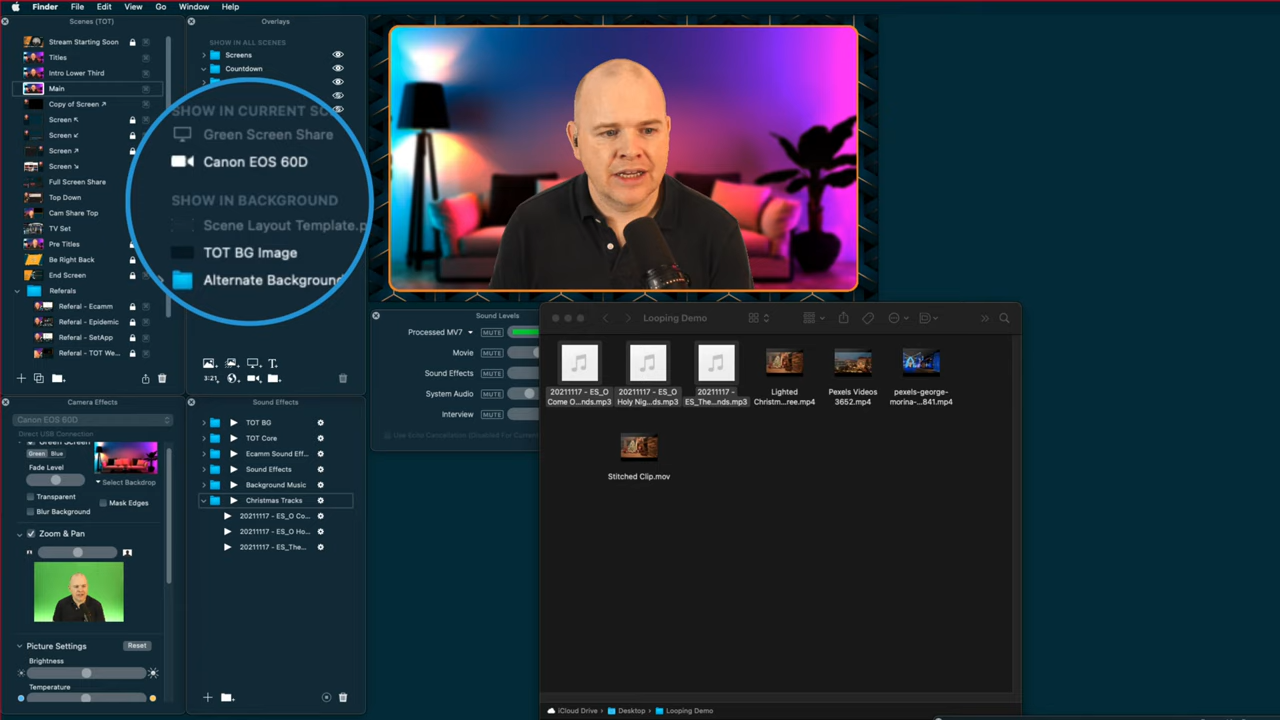 Finder File Edit View Go Window Help
Scenes (TOT)
Stream Starting Soon
Titles
Intro Lower Third
Main
Copy of Screen ↗
Screen ↖
Screen ↙
Screen ↗
Screen ↘
Full Screen Share
Top Down
Cam Share Top
TV Set
Pre Titles
Be Right Back
End Screen
Referals
Referal - Ecamm
Referal - Epidemic
Referal - SetApp
Referal - TOT We...
Overlays
SHOW IN ALL SCENES
Screens
Countdown
SHOW IN CURRENT SC
Green Screen Share
Canon EOS 60D
SHOW IN BACKGROUND
Scene Layout Template.p
TOT BG Image
Alternate Background
3:21
Sound Levels
Processed MV7 MUTE
Movie MUTE
Sound Effects MUTE
System Audio MUTE
Interview MUTE
Use Echo Cancellation (Disabled For Current
Camera Effects
Canon EOS 60D
Direct USB Connection
Green Screen
Green Blue
Fade Level
Select Backdrop
Transparent
Mask Edges
Blur Background
Zoom & Pan
Picture Settings Reset
Brightness
Temperature
Sound Effects
TOT BG
TOT Core
Ecamm Sound Eff...
Sound Effects
Background Music
Christmas Tracks
20211117 - ES_O Co...
20211117 - ES_O Ho...
20211117 - ES_The...
Looping Demo
20211117 - ES_O
Come O...nds.mp3
20211117 - ES_O
Holy Nig...ds.mp3
20211117 -
ES_The...nds.mp3
Lighted
Christm...ree.mp4
Pexels Videos
3652.mp4
pexels-george-
morina-...841.mp4
Stitched Clip.mov
iCloud Drive › Desktop › Looping Demo